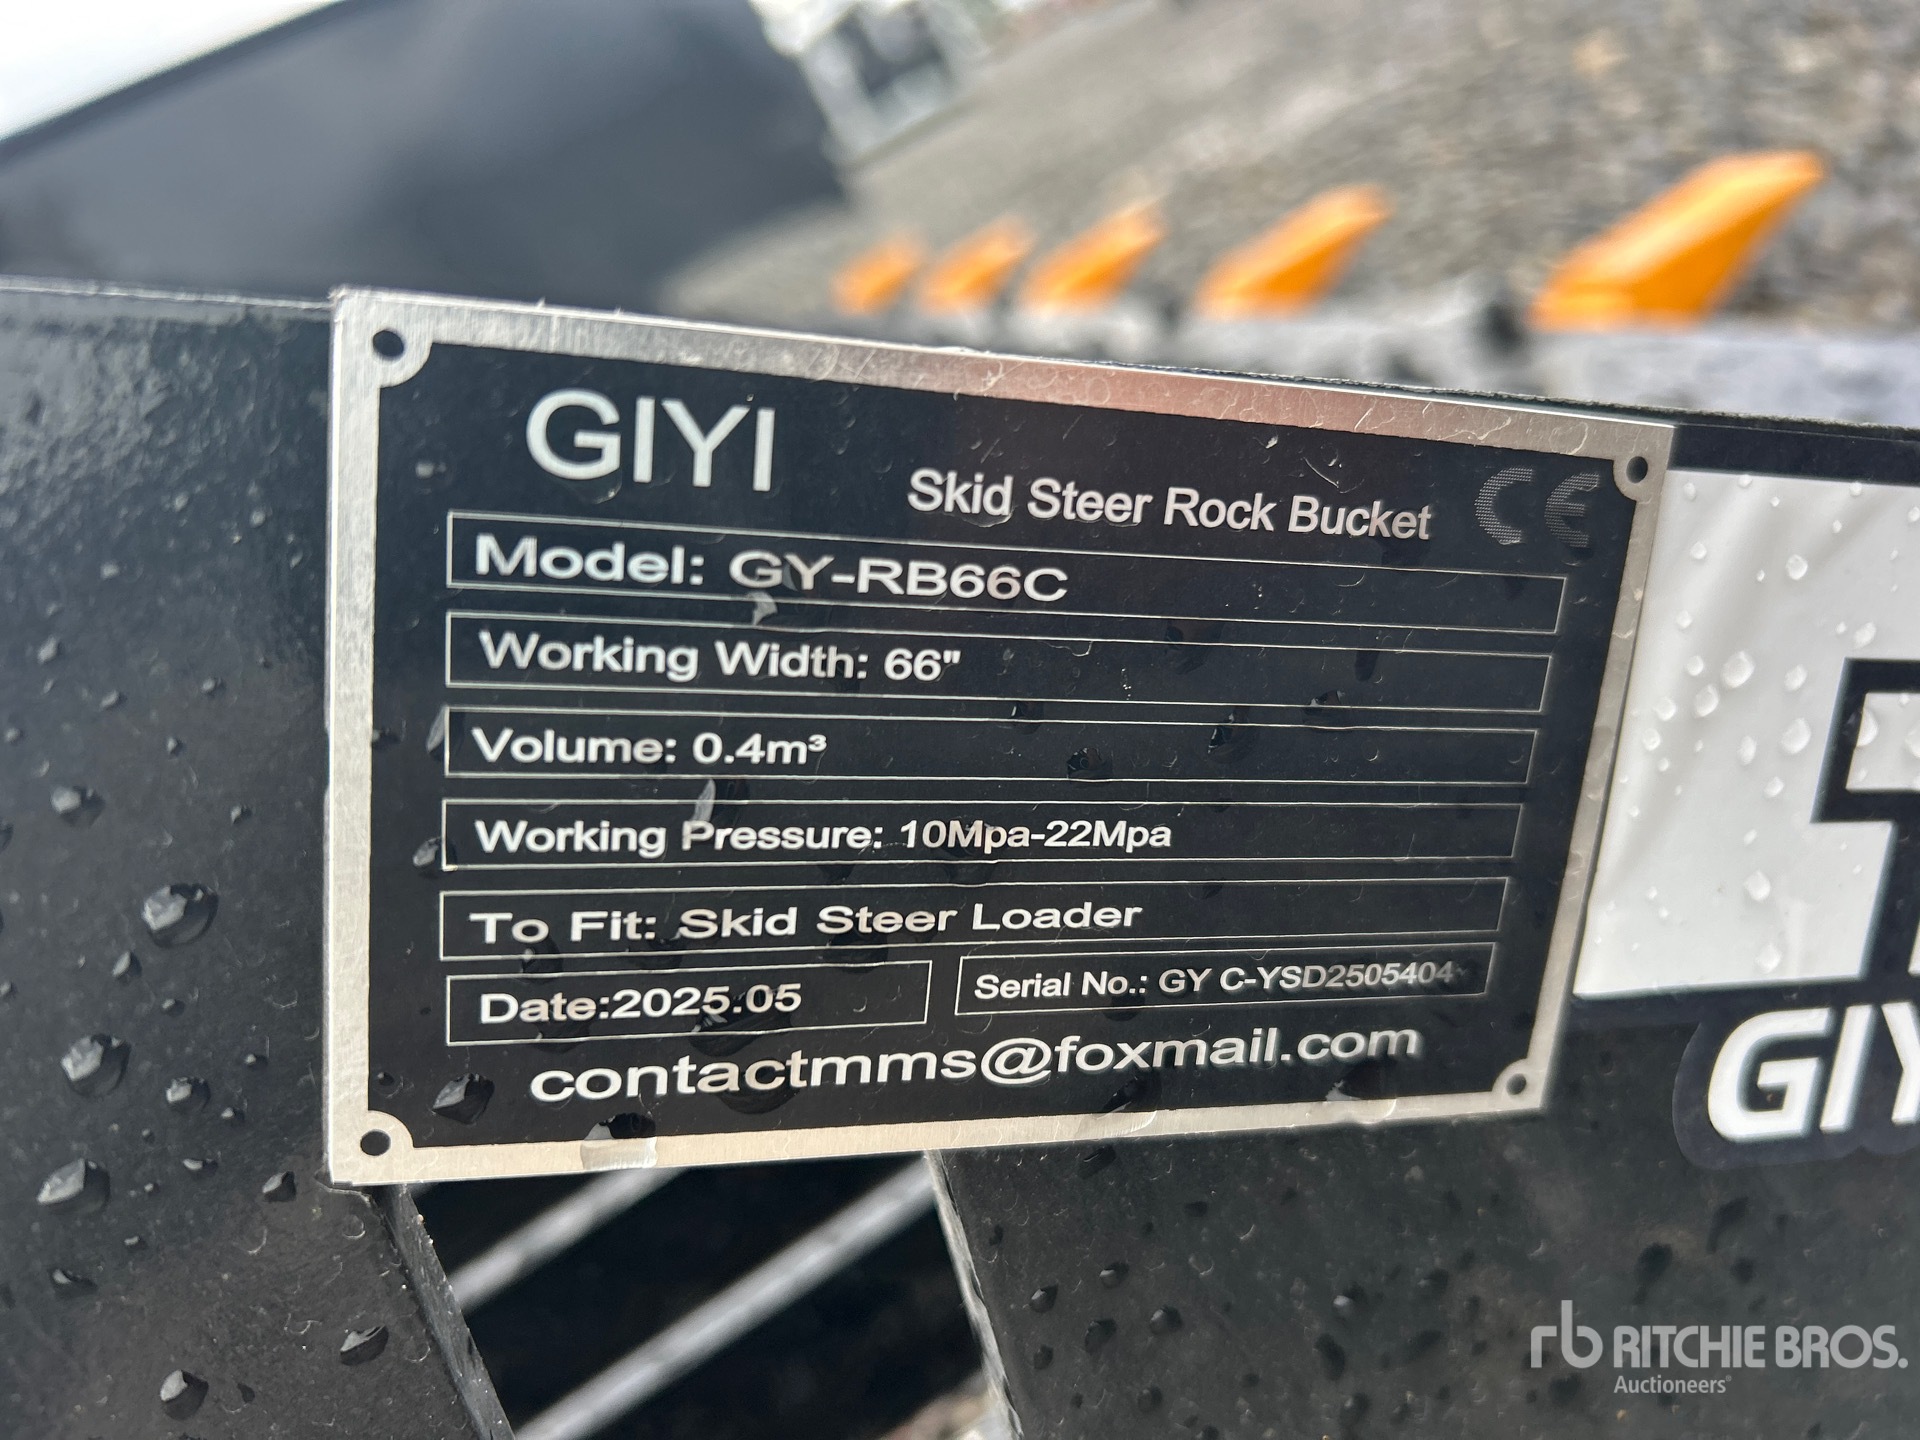 GIYI
Skid Steer Rock Bucket CE
Model: GY-RB66C
Working Width: 66"
Volume: 0.4m³
Working Pressure: 10Mpa-22Mpa
To Fit: Skid Steer Loader
Date:2025.05
Serial No.: GY C-YSD2505404
contactmms@foxmail.com
GIY
rb RITCHIE BROS.
Auctioneers